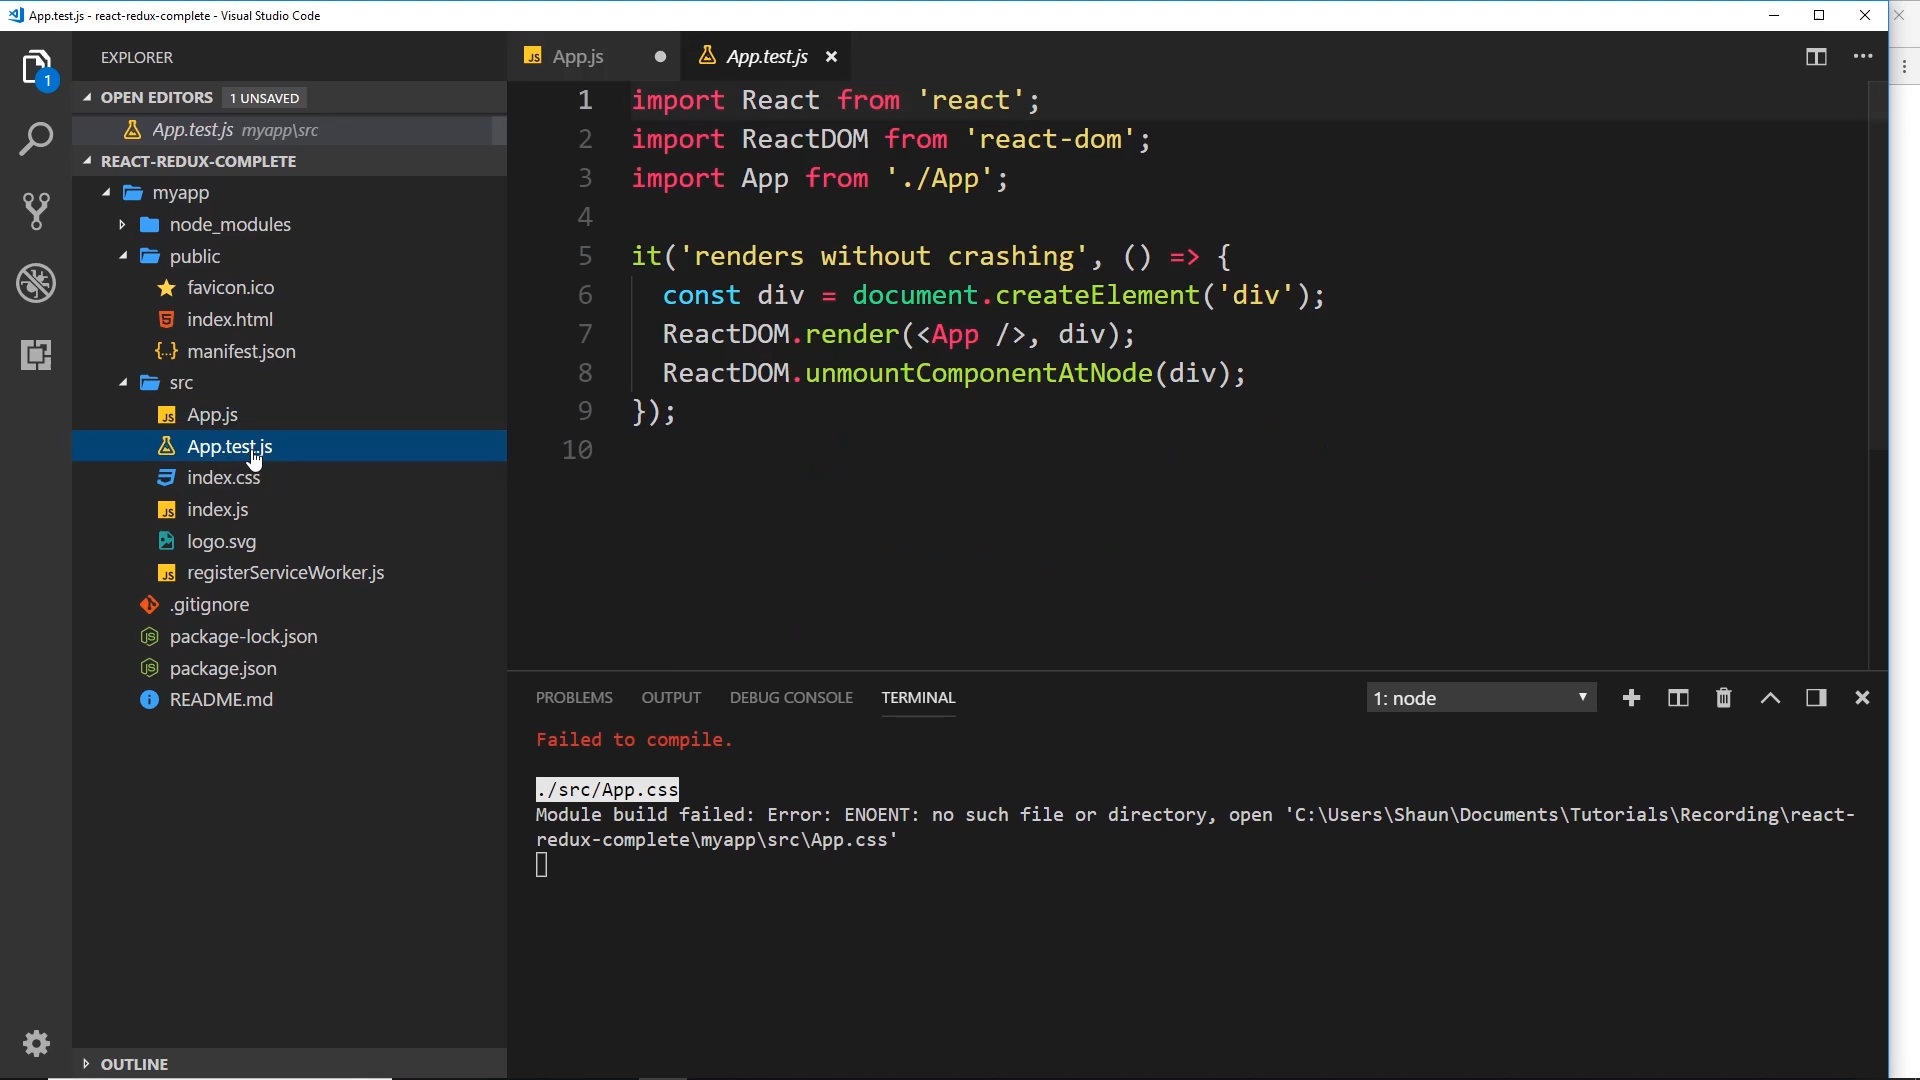 App.test.js - react-redux-complete - Visual Studio Code
EXPLORER
1
OPEN EDITORS 1 UNSAVED
App.test.js myapp\src
REACT-REDUX-COMPLETE
myapp
node_modules
public
favicon.ico
index.html
manifest.json
src
App.js
App.test.js
index.css
index.js
logo.svg
registerServiceWorker.js
.gitignore
package-lock.json
package.json
README.md
OUTLINE
App.js
App.test.js
1 import React from 'react';
2 import ReactDOM from 'react-dom';
3 import App from './App';
4
5 it('renders without crashing', () => {
6 const div = document.createElement('div');
7 ReactDOM.render(<App />, div);
8 ReactDOM.unmountComponentAtNode(div);
9 });
10
PROBLEMS OUTPUT DEBUG CONSOLE TERMINAL 1: node
Failed to compile.
./src/App.css
Module build failed: Error: ENOENT: no such file or directory, open 'C:\Users\Shaun\Documents\Tutorials\Recording\react-
redux-complete\myapp\src\App.css'